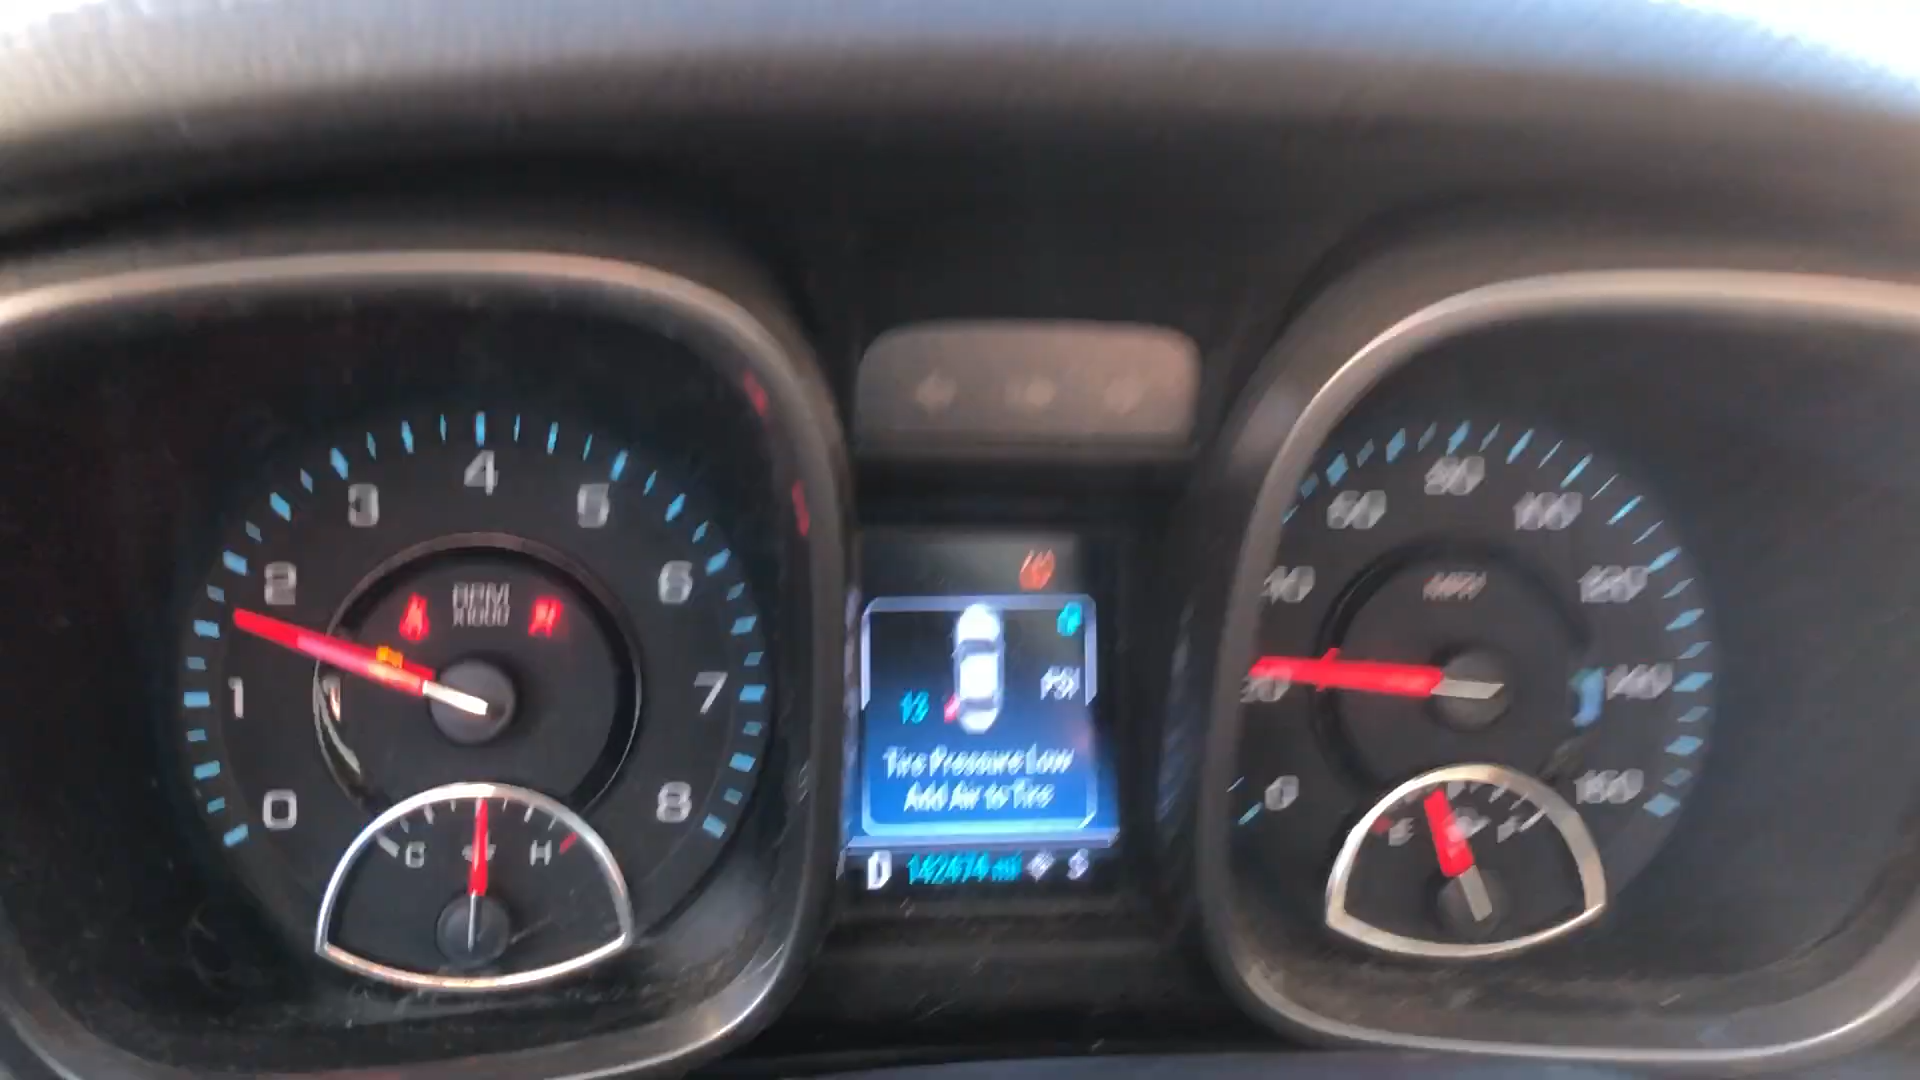 0 1 2 3 4 5 6 7 8
RPM
X1000
C H
13 PSI
Tire Pressure Low
Add Air to Tire
D 142474 mi S
0 60 80 100 120 140 160
MPH
E F